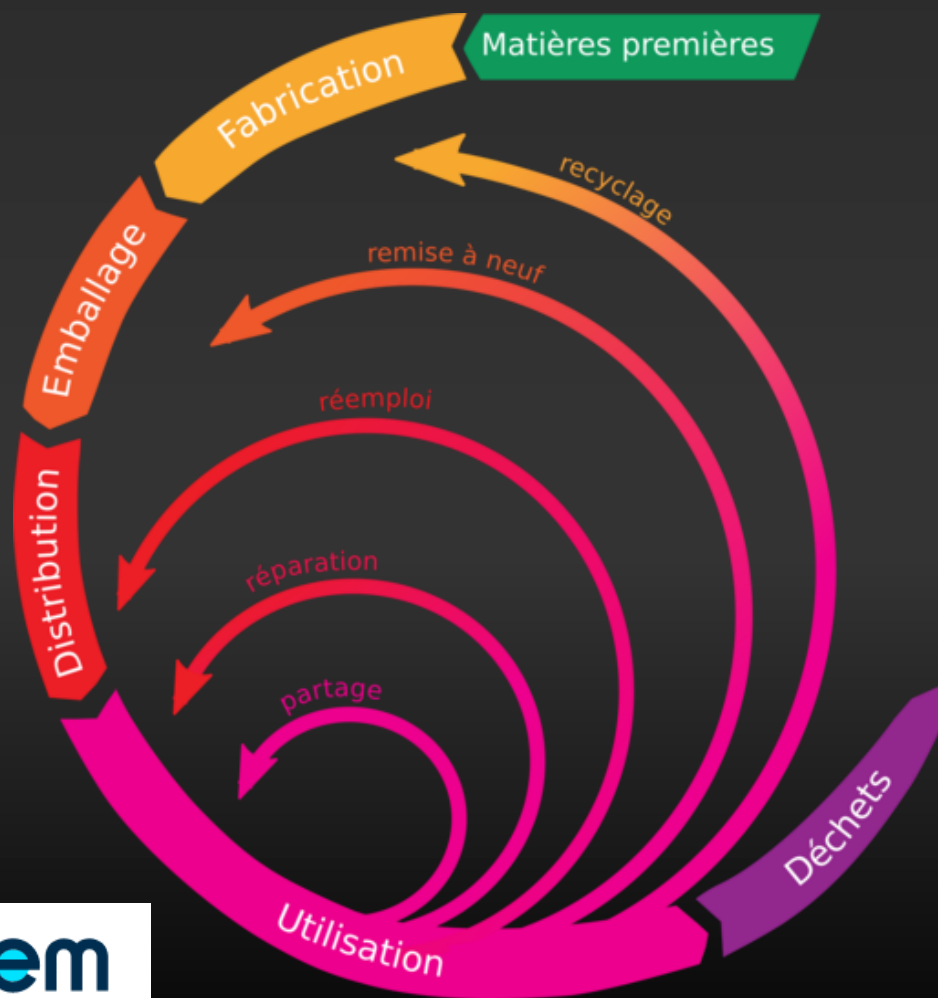 Matières premières
Fabrication
recyclage
Emballage
remise à neuf
réemploi
Distribution
réparation
partage
Déchets
Utilisation
em